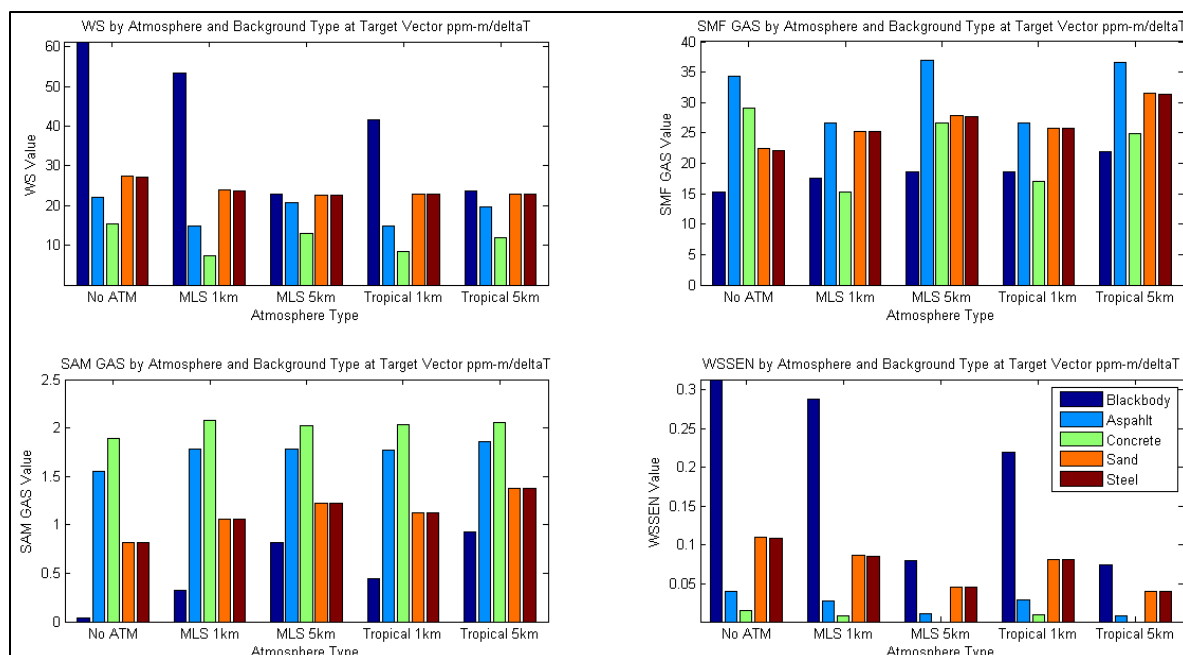 WS by Atmosphere and Background Type at Target Vector ppm-m/deltaT
60
50
40
30
20
10
WS Value
No ATM MLS 1km MLS 5km Tropical 1km Tropical 5km
Atmosphere Type
SMF GAS by Atmosphere and Background Type at Target Vector ppm-m/deltaT
40
35
30
25
20
15
10
5
0
SMF GAS Value
No ATM MLS 1km MLS 5km Tropical 1km Tropical 5km
Atmosphere Type
SAM GAS by Atmosphere and Background Type at Target Vector ppm-m/deltaT
2.5
2
1.5
1
0.5
0
SAM GAS Value
No ATM MLS 1km MLS 5km Tropical 1km Tropical 5km
Atmosphere Type
WSSEN by Atmosphere and Background Type at Target Vector ppm-m/deltaT
0.3
0.25
0.2
0.15
0.1
0.05
WSSEN Value
Blackbody
Aspahlt
Concrete
Sand
Steel
No ATM MLS 1km MLS 5km Tropical 1km Tropical 5km
Atmosphere Type